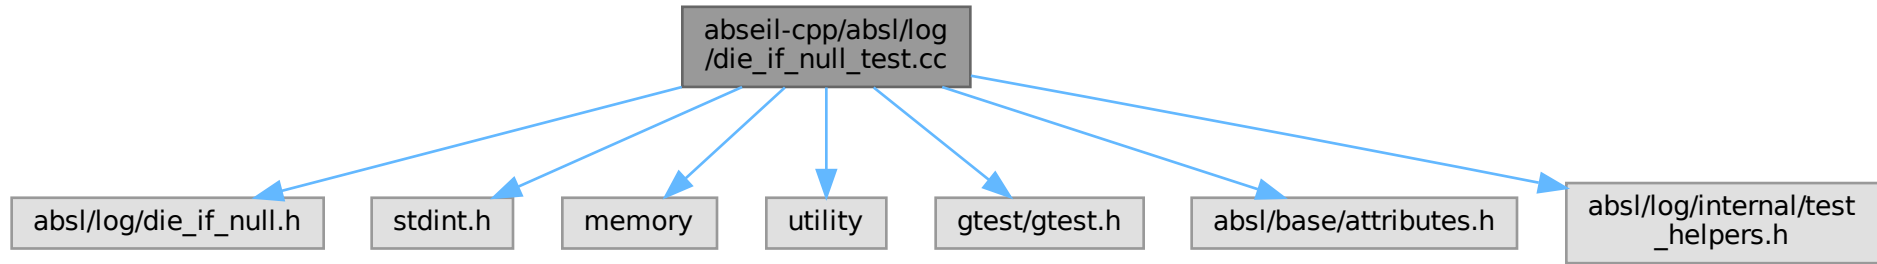 abseil-cpp/absl/log
/die_if_null_test.cc
absl/log/die_if_null.h
stdint.h
memory
utility
gtest/gtest.h
absl/base/attributes.h
absl/log/internal/test
_helpers.h